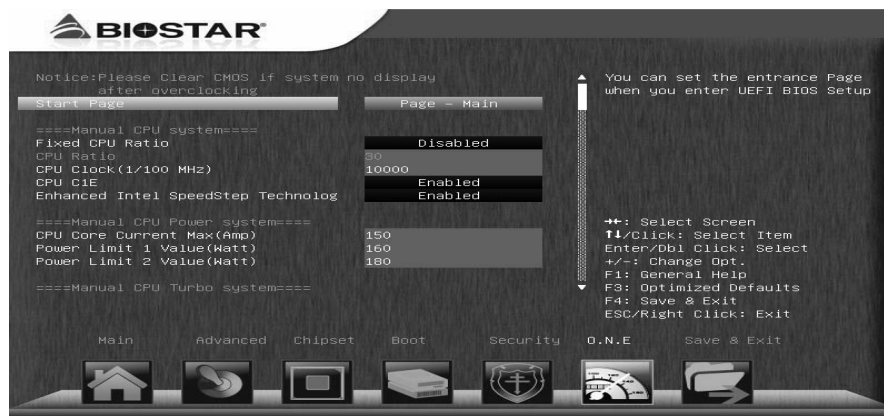 BIOSTAR®
Notice:Please Clear CMOS if system no display
after overclocking
Start Page Page - Main
====Manual CPU system====
Fixed CPU Ratio Disabled
CPU Ratio 30
CPU Clock(1/100 MHz) 10000
CPU C1E Enabled
Enhanced Intel SpeedStep Technolog Enabled
====Manual CPU Power system====
CPU Core Current Max(Amp) 150
Power Limit 1 Value(Watt) 160
Power Limit 2 Value(Watt) 180
====Manual CPU Turbo system====
You can set the entrance Page
when you enter UEFI BIOS Setup
→←: Select Screen
↑↓/Click: Select Item
Enter/Dbl Click: Select
+/-: Change Opt.
F1: General Help
F3: Optimized Defaults
F4: Save & Exit
ESC/Right Click: Exit
Main Advanced Chipset Boot Security O.N.E Save & Exit